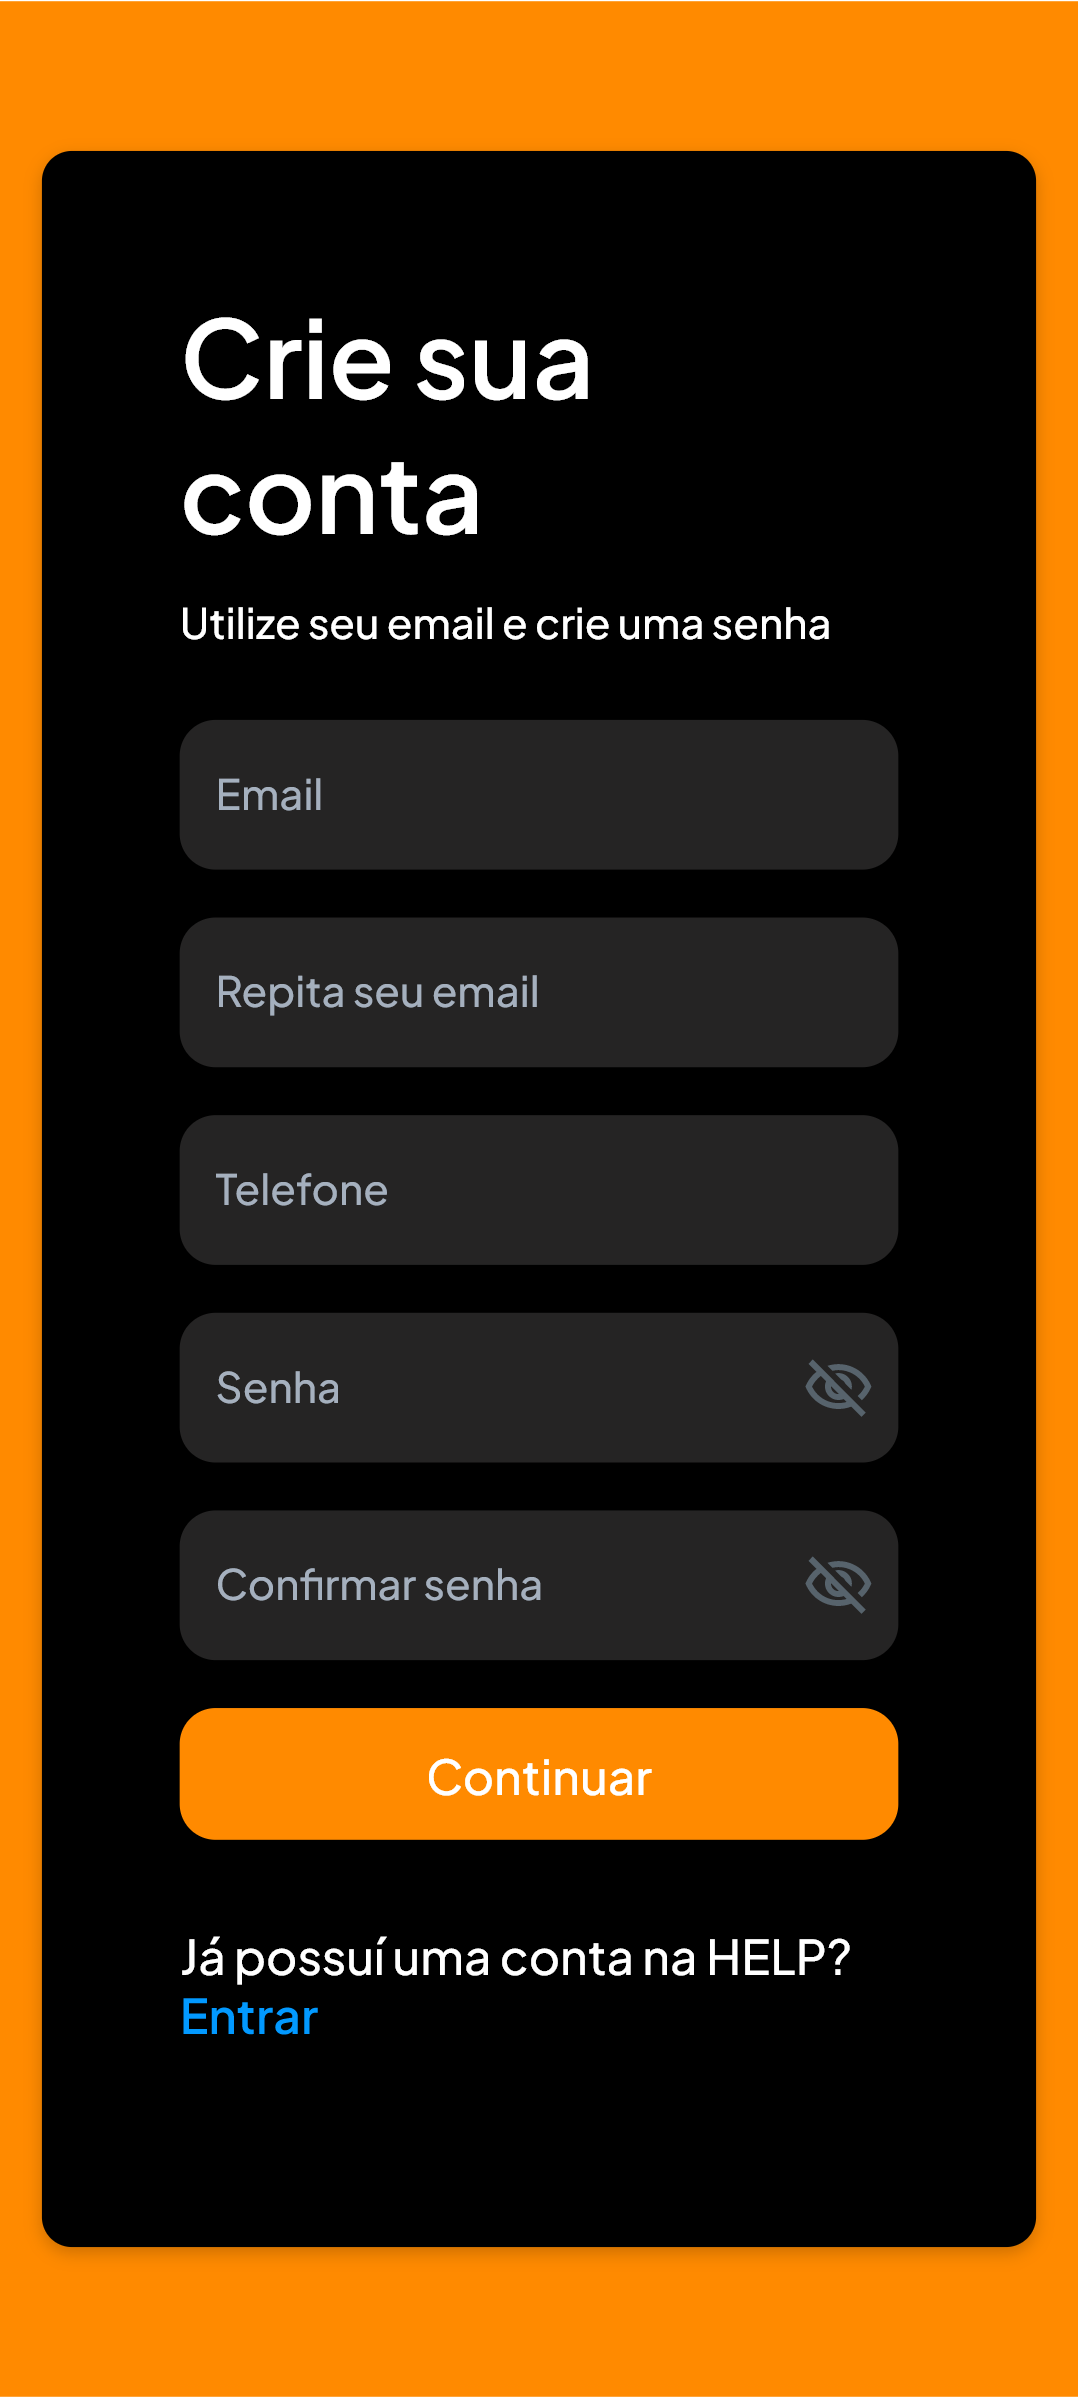 Crie sua
conta
Utilize seu email e crie uma senha
Email
Repita seu email
Telefone
Senha
Confirmar senha
Continuar
Já possuí uma conta na HELP?
Entrar